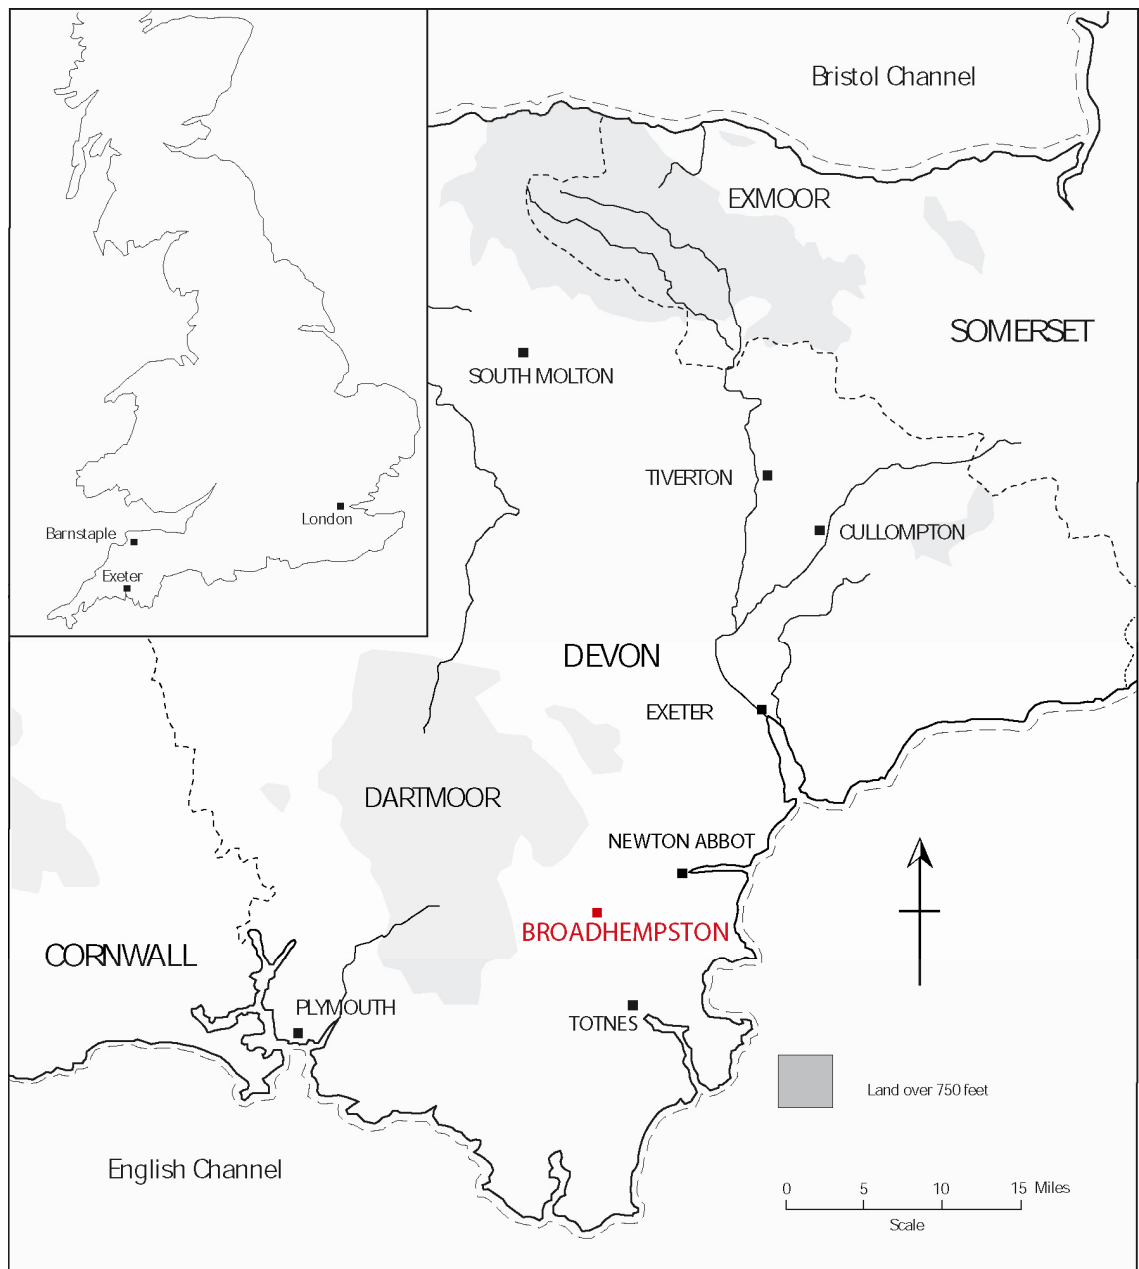 Bristol Channel
EXMOOR
SOMERSET
SOUTH MOLTON
TIVERTON
London
Barnstaple
CULLOMPTON
Exeter
DEVON
EXETER
DARTMOOR
NEWTON ABBOT
BROADHEMPSTON
CORNWALL
PLYMOUTH
TOTNES
Land over 750 feet
English Channel
0 5 10 15 Miles
Scale